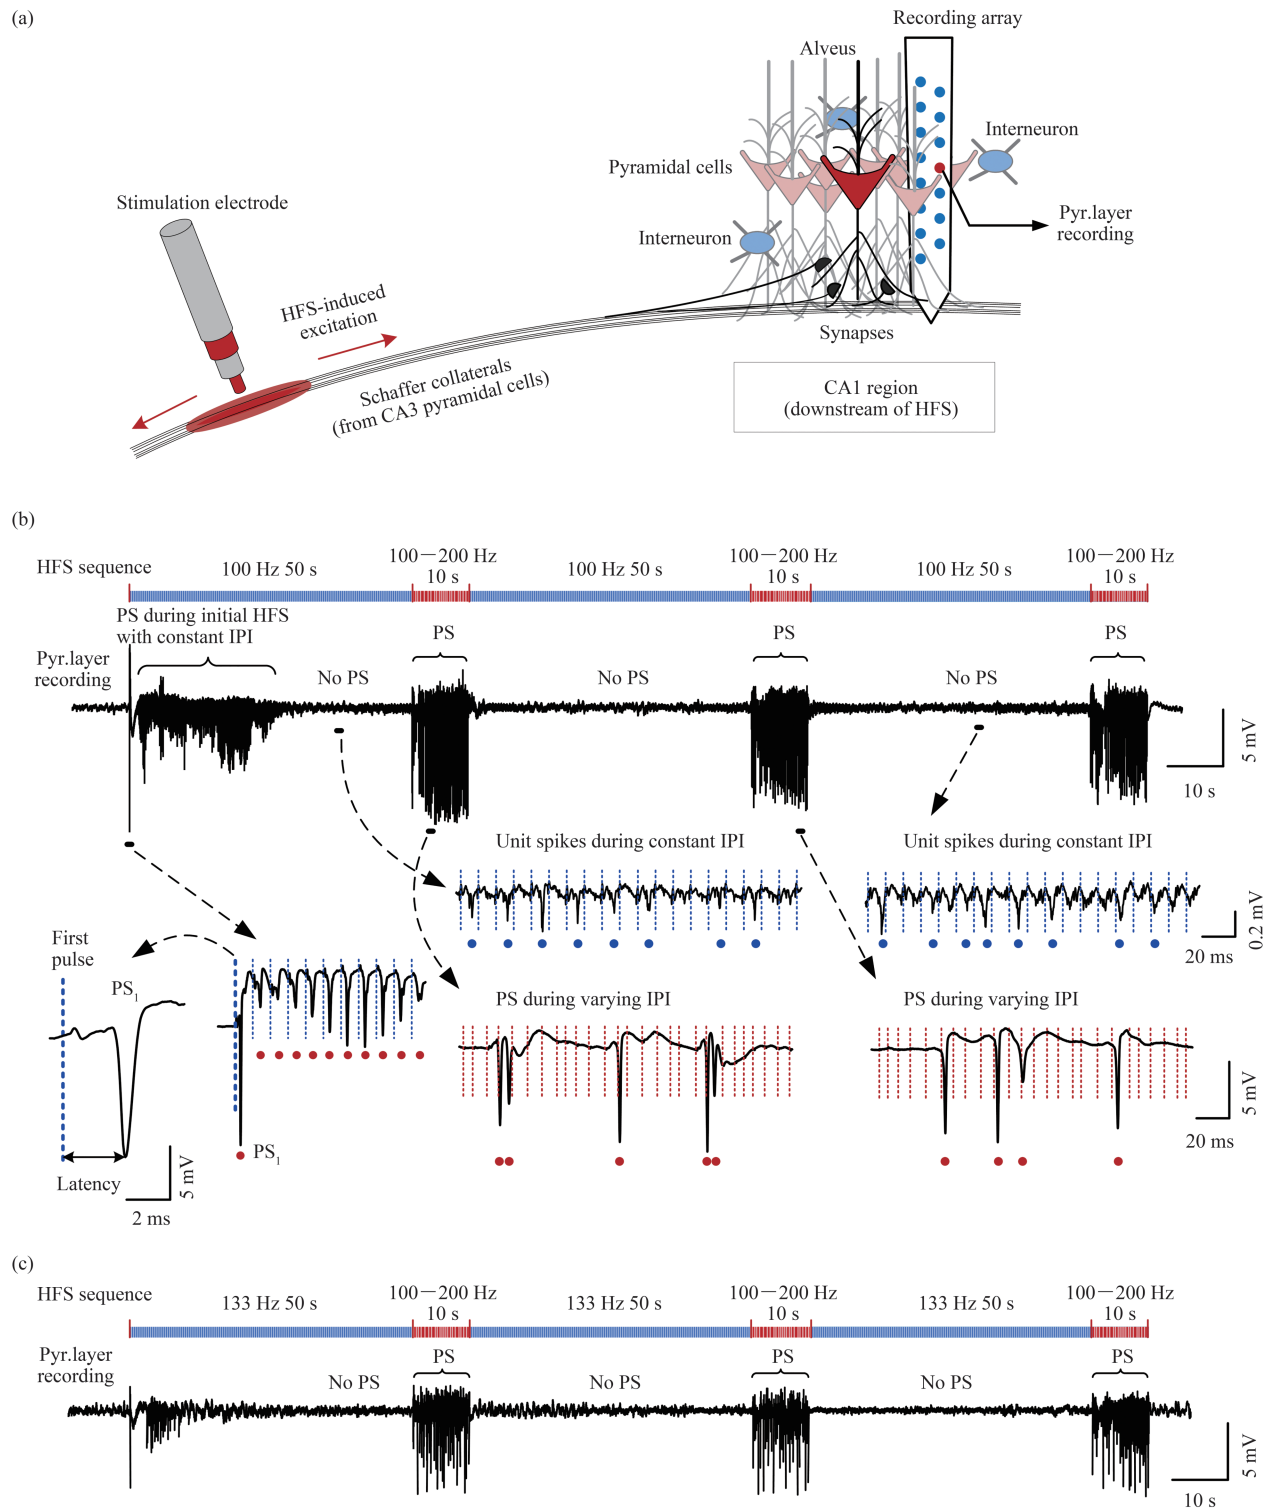 (a)
Recording array
Alveus
Interneuron
Pyramidal cells
Stimulation electrode
Pyr.layer
recording
Interneuron
HFS-induced
excitation
Synapses
Schaffer collaterals
(from CA3 pyramidal cells)
CA1 region
(downstream of HFS)
(b)
HFS sequence
100 Hz 50 s
100—200 Hz
10 s
100 Hz 50 s
100—200 Hz
10 s
100 Hz 50 s
100—200 Hz
10 s
PS during initial HFS
with constant IPI
Pyr.layer
recording
No PS
PS
No PS
PS
No PS
PS
5 mV
10 s
Unit spikes during constant IPI
Unit spikes during constant IPI
0.2 mV
20 ms
First
pulse
PS1
PS1
Latency
5 mV
2 ms
PS during varying IPI
PS during varying IPI
5 mV
20 ms
(c)
HFS sequence
133 Hz 50 s
100—200 Hz
10 s
133 Hz 50 s
100—200 Hz
10 s
133 Hz 50 s
100—200 Hz
10 s
Pyr.layer
recording
No PS
PS
No PS
PS
No PS
PS
5 mV
10 s